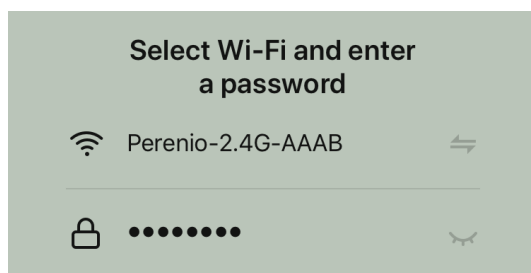 Select Wi-Fi and enter
a password
Perenio-2.4G-AAAB
•••••••••